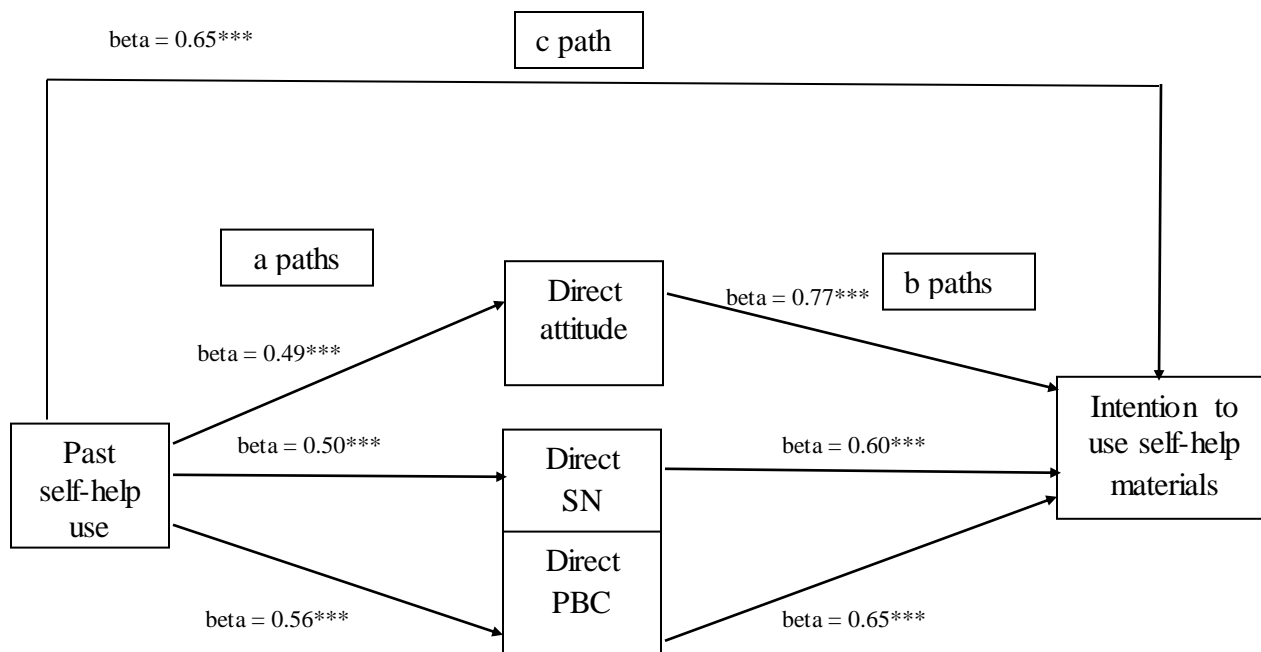 beta = 0.65***
c path
a paths
b paths
Direct
attitude
beta = 0.77***
beta = 0.49***
Past
self-help
use
beta = 0.50***
Direct
SN
beta = 0.60***
Intention to
use self-help
materials
Direct
PBC
beta = 0.56***
beta = 0.65***